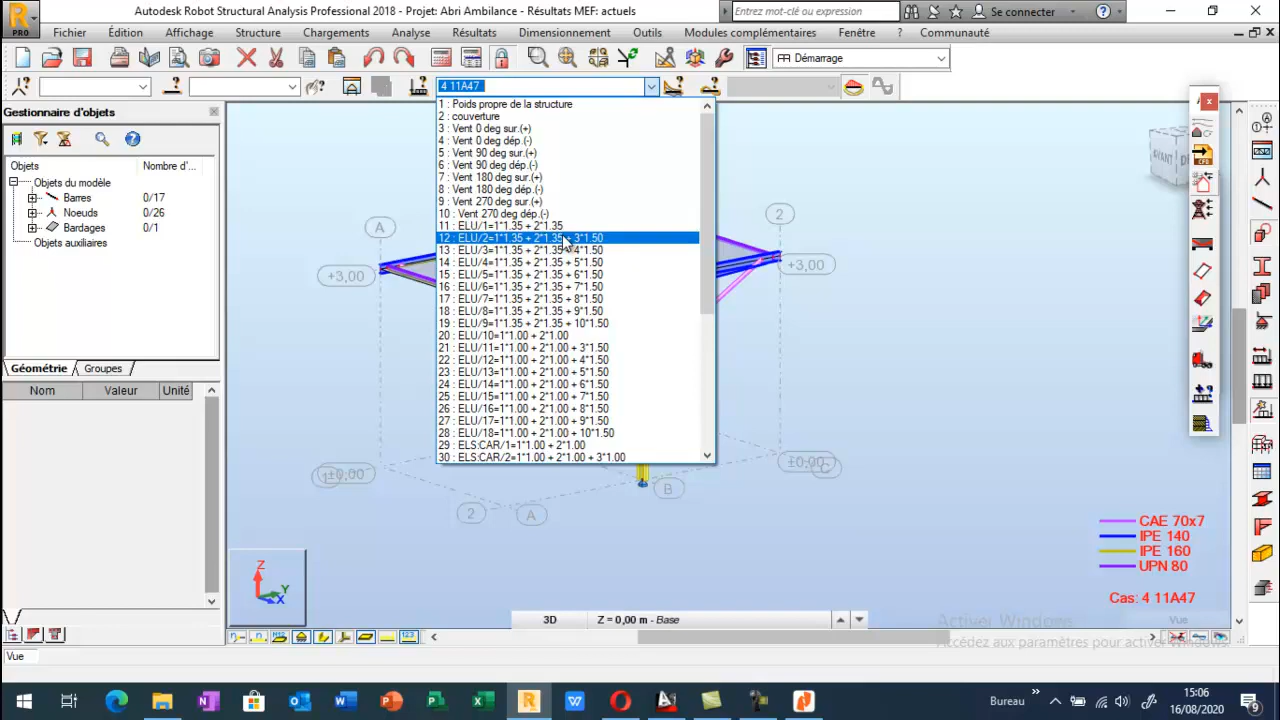 PRO
Autodesk Robot Structural Analysis Professional 2018 - Projet: Abri Ambilance - Résultats MEF: actuels
Entrez mot-clé ou expression
Se connecter
Fichier Édition Affichage Structure Chargements Analyse Résultats Dimensionnement Outils Modules complémentaires Fenêtre ? Communauté
Démarrage
4 11A47
Gestionnaire d'objets
Objets Nombre d'...
Objets du modèle
Barres 0/17
Noeuds 0/26
Bardages 0/1
Objets auxiliaires
Géométrie Groupes
Nom Valeur Unité
1 : Poids propre de la structure
2 : couverture
3 : Vent 0 deg sur.(+)
4 : Vent 0 deg dép.(-)
5 : Vent 90 deg sur.(+)
6 : Vent 90 deg dép.(-)
7 : Vent 180 deg sur.(+)
8 : Vent 180 deg dép.(-)
9 : Vent 270 deg sur.(+)
10 : Vent 270 deg dép.(-)
11 : ELU/1=1*1.35 + 2*1.35
12 : ELU/2=1*1.35 + 2*1.35 + 3*1.50
13 : ELU/3=1*1.35 + 2*1.35 + 4*1.50
14 : ELU/4=1*1.35 + 2*1.35 + 5*1.50
15 : ELU/5=1*1.35 + 2*1.35 + 6*1.50
16 : ELU/6=1*1.35 + 2*1.35 + 7*1.50
17 : ELU/7=1*1.35 + 2*1.35 + 8*1.50
18 : ELU/8=1*1.35 + 2*1.35 + 9*1.50
19 : ELU/9=1*1.35 + 2*1.35 + 10*1.50
20 : ELU/10=1*1.00 + 2*1.00
21 : ELU/11=1*1.00 + 2*1.00 + 3*1.50
22 : ELU/12=1*1.00 + 2*1.00 + 4*1.50
23 : ELU/13=1*1.00 + 2*1.00 + 5*1.50
24 : ELU/14=1*1.00 + 2*1.00 + 6*1.50
25 : ELU/15=1*1.00 + 2*1.00 + 7*1.50
26 : ELU/16=1*1.00 + 2*1.00 + 8*1.50
27 : ELU/17=1*1.00 + 2*1.00 + 9*1.50
28 : ELU/18=1*1.00 + 2*1.00 + 10*1.50
29 : ELS:CAR/1=1*1.00 + 2*1.00
30 : ELS:CAR/2=1*1.00 + 2*1.00 + 3*1.00
AVANT
A
2
+3,00
+3,00
±0.00
±0.00 C
B
2 A
Z
Y
X
CAE 70x7
IPE 140
IPE 160
UPN 80
Cas: 4 11A47
Vue
Activer Windows
Accédez aux paramètres pour activer Windows.
3D Z = 0,00 m - Base
Vue
Bureau
15:06
16/08/2020
9